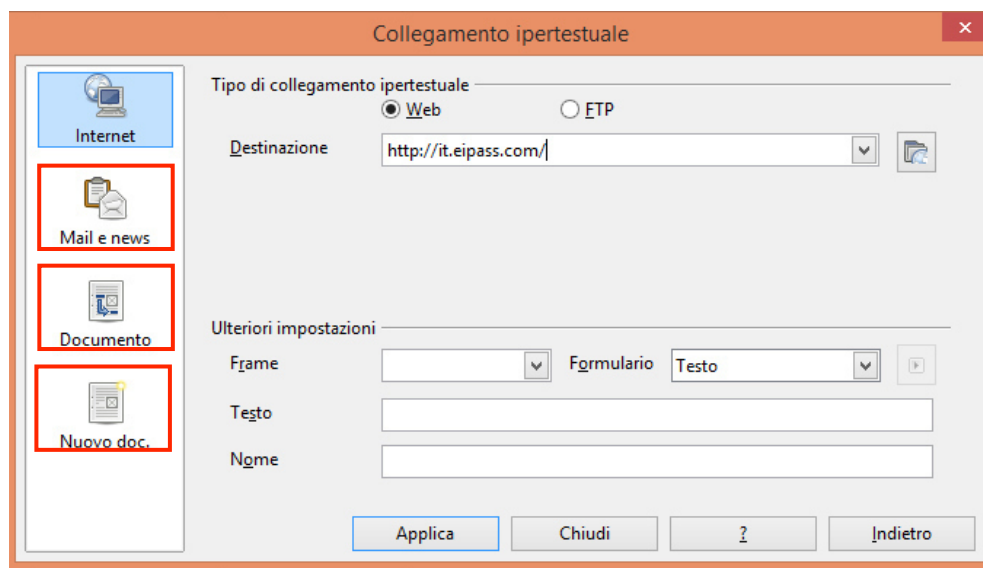 Collegamento ipertestuale
Internet
Mail e news
Documento
Nuovo doc.
Tipo di collegamento ipertestuale
Web FTP
Destinazione http://it.eipass.com/
Ulteriori impostazioni
Frame Formulario Testo
Testo
Nome
Applica Chiudi ? Indietro